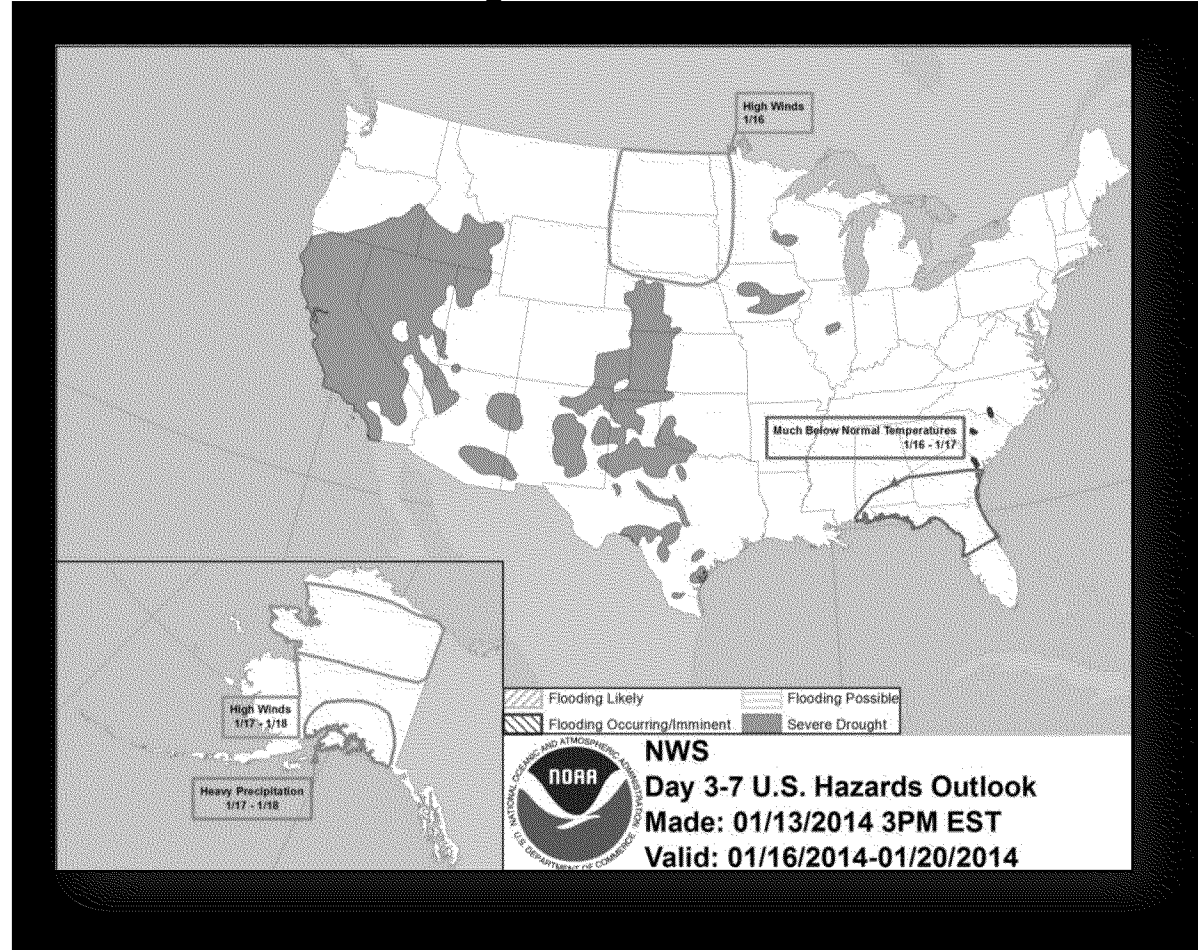 High Winds
1/16
Much Below Normal Temperatures
1/16 - 1/17
High Winds
1/17 - 1/18
Heavy Precipitation
1/17 - 1/18
Flooding Likely
Flooding Possible
Flooding Occurring/Imminent
Severe Drought
NATIONAL OCEANIC AND ATMOSPHERIC ADMINISTRATION
NOAA
U.S. DEPARTMENT OF COMMERCE
NWS
Day 3-7 U.S. Hazards Outlook
Made: 01/13/2014 3PM EST
Valid: 01/16/2014-01/20/2014